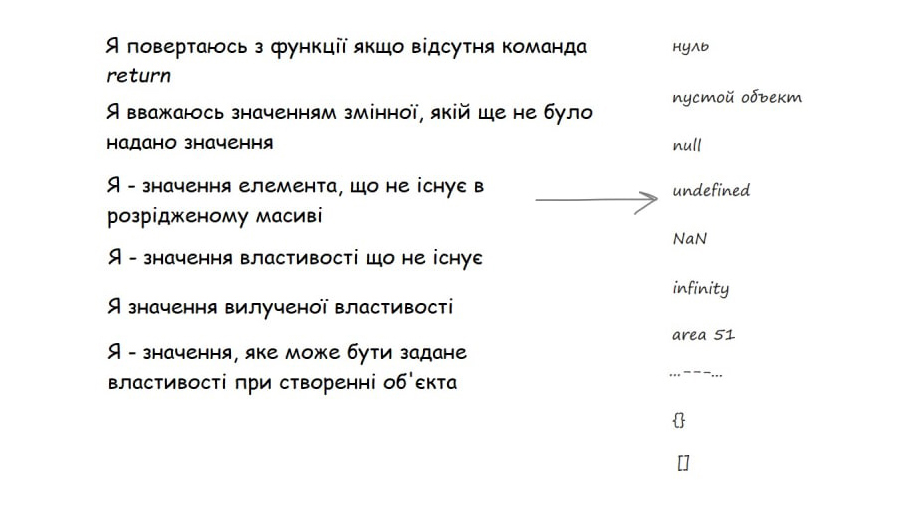 Я повертаюсь з функції якщо відсутня команда
return
Я вважаюсь значенням змінної, якій ще не було
надано значення
Я - значення елемента, що не існує в
розрідженому масиві
Я - значення властивості що не існує
Я значення вилученої властивості
Я - значення, яке може бути задане
властивості при створенні об'єкта
нуль
пустой объект
null
undefined
NaN
infinity
area 51
...---...
{}
[]